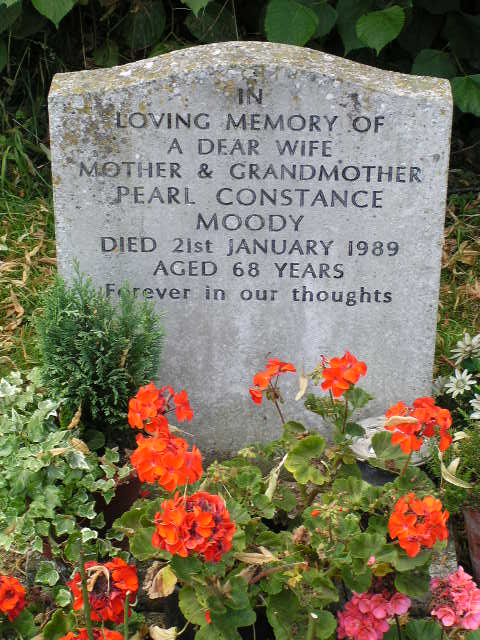 IN
LOVING MEMORY OF
A DEAR WIFE
MOTHER & GRANDMOTHER
PEARL CONSTANCE
MOODY
DIED 21st JANUARY 1989
AGED 68 YEARS
Forever in our thoughts